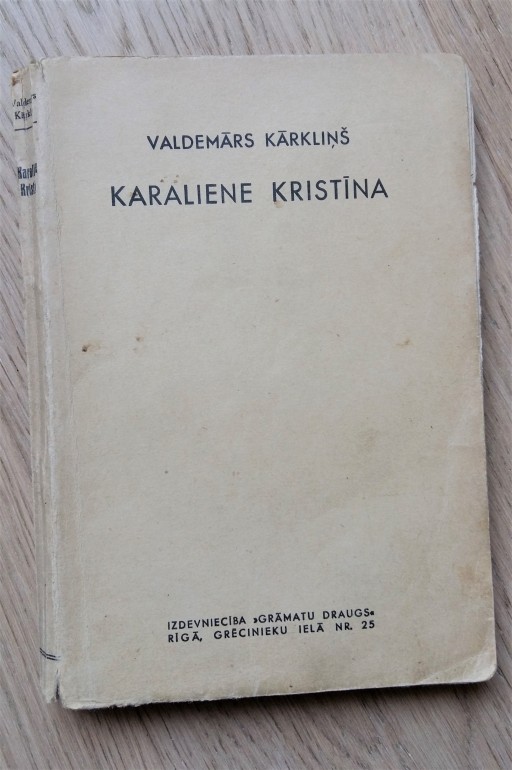 VALDEMĀRS KĀRKLIŅŠ
KARALIENE KRISTĪNA
IZDEVNIECĪBA »GRĀMATU DRAUGS«
RĪGĀ, GRĒCINIEKU IELĀ NR. 25